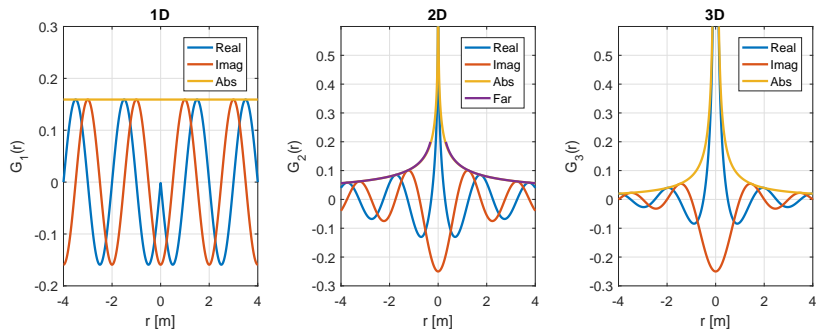 1D
G1(r)
0.3
0.2
0.1
0
-0.1
-0.2
-4
-2
0
2
4
r [m]
Real
Imag
Abs
2D
G2(r)
0.5
0.4
0.3
0.2
0.1
0
-0.1
-0.2
-0.3
-4
-2
0
2
4
r [m]
Real
Imag
Abs
Far
3D
G3(r)
0.5
0.4
0.3
0.2
0.1
0
-0.1
-0.2
-0.3
-4
-2
0
2
4
r [m]
Real
Imag
Abs